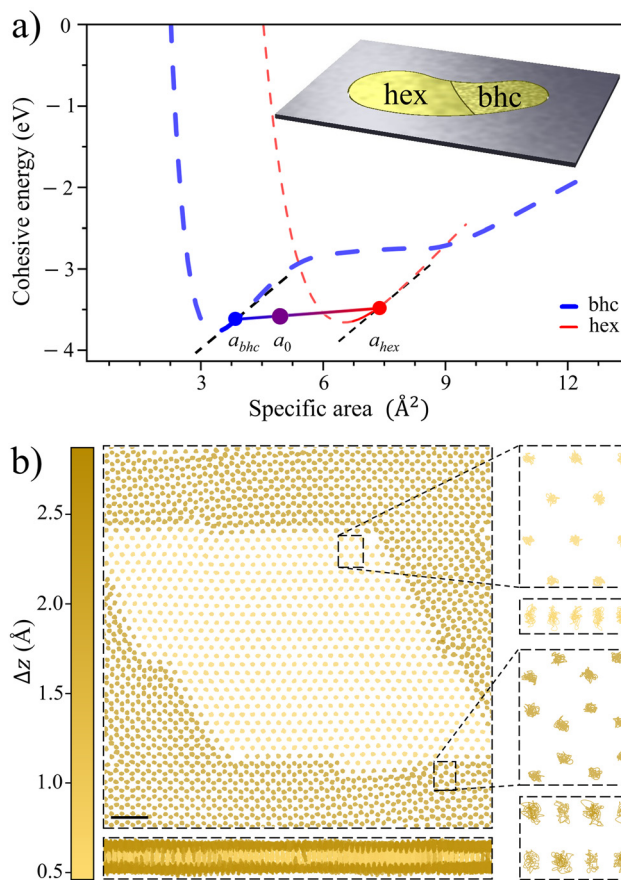 a)
0
−1
−2
−3
−4
Cohesive energy (eV)
hex
bhc
bhc
hex
a_bhc
a_0
a_hex
3
6
9
12
Specific area (Å²)
b)
2.5
2.0
1.5
1.0
0.5
Δz (Å)